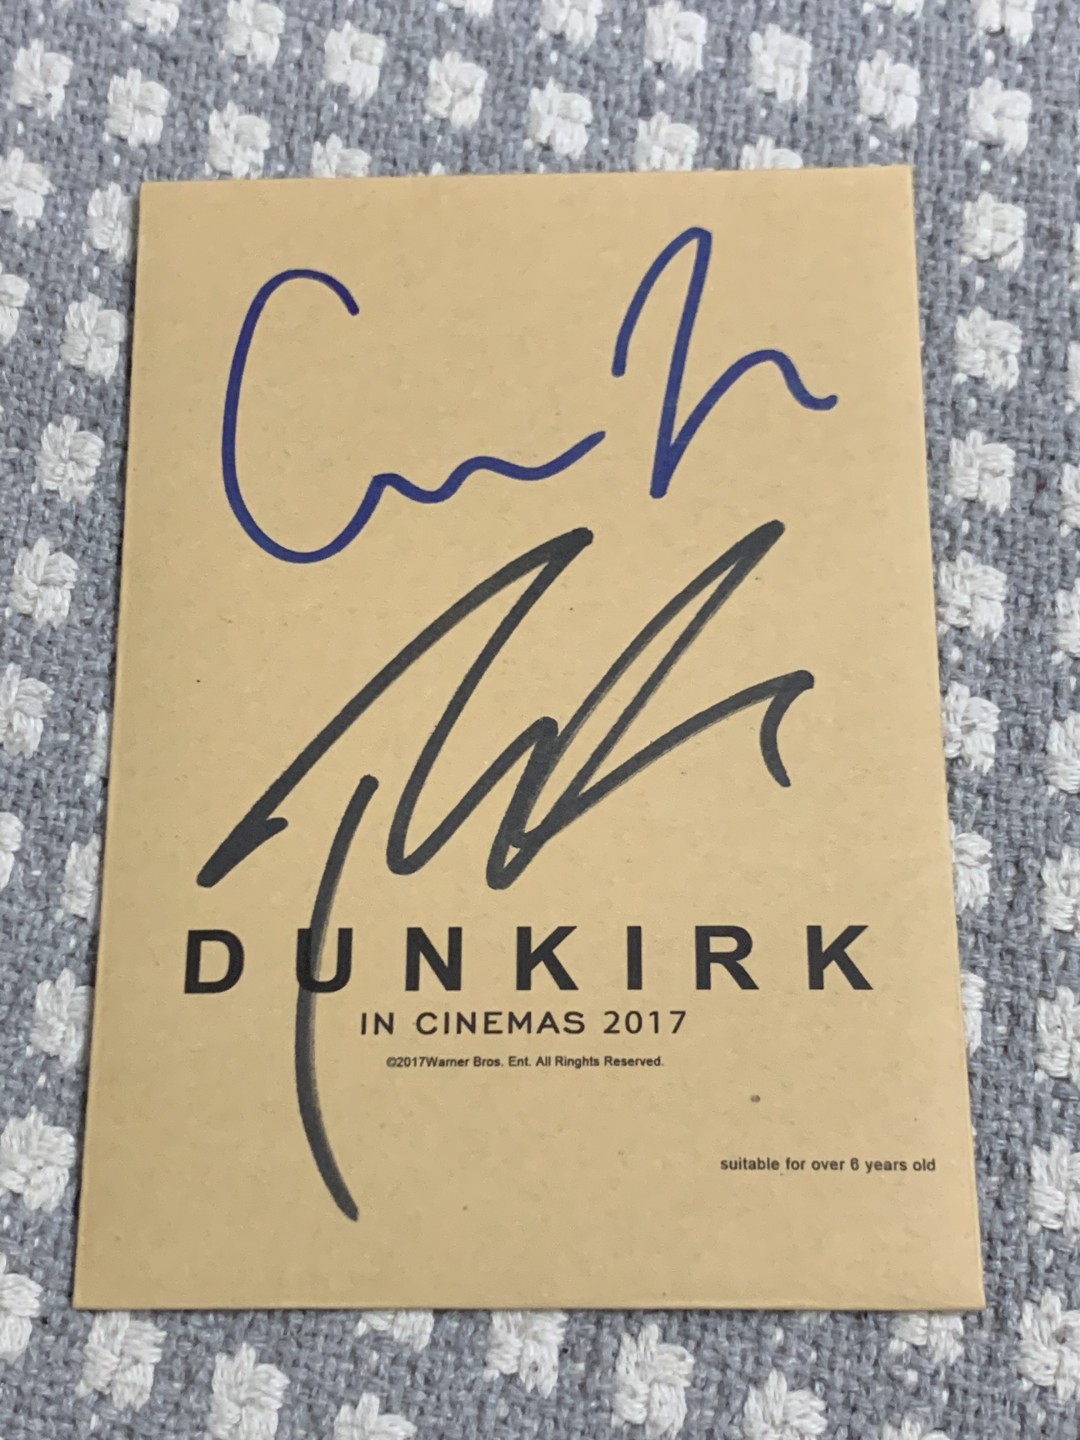 DUNKIRK
IN CINEMAS 2017
©2017Warner Bros. Ent. All Ringhts Reserved.
suitable for over 6 years old